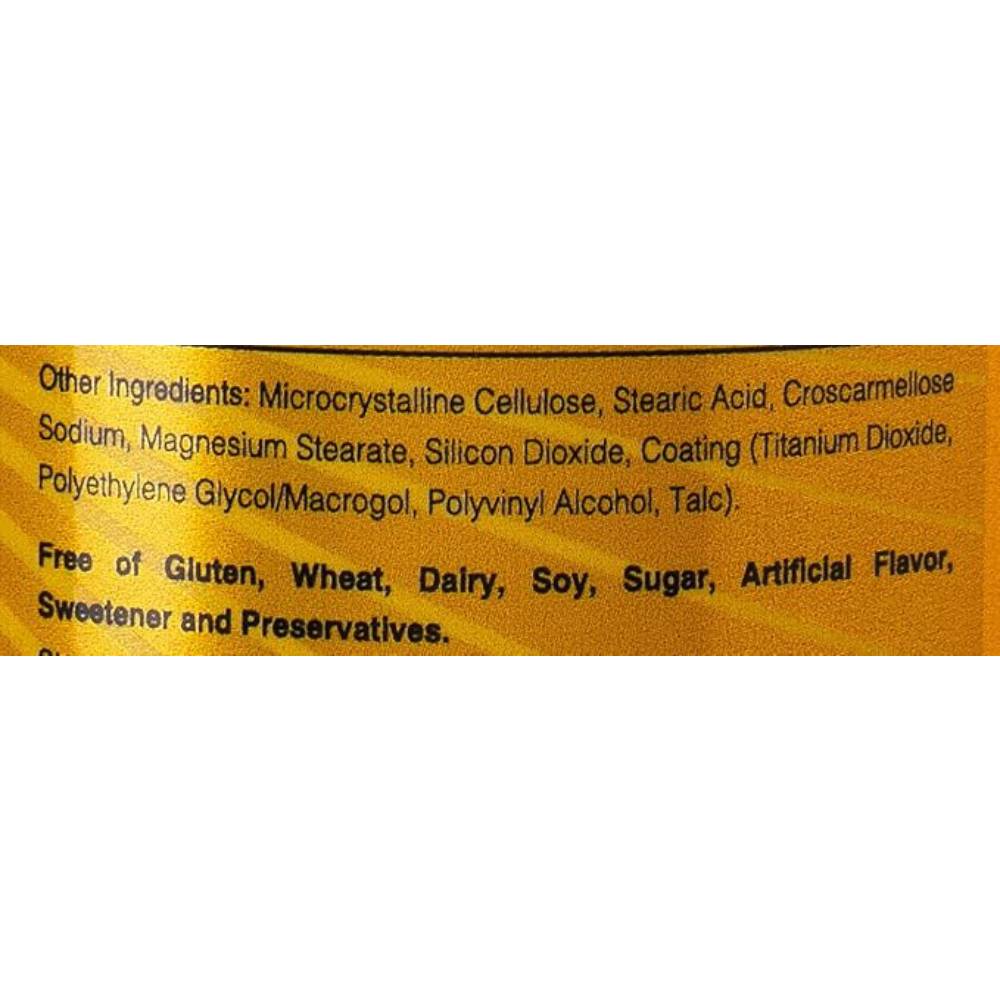 Other Ingredients: Microcrystalline Cellulose, Stearic Acid, Croscarmellose
Sodium, Magnesium Stearate, Silicon Dioxide, Coating (Titanium Dioxide,
Polyethylene Glycol/Macrogol, Polyvinyl Alcohol, Talc).
Free of Gluten, Wheat, Dairy, Soy, Sugar, Artificial Flavor,
Sweetener and Preservatives.